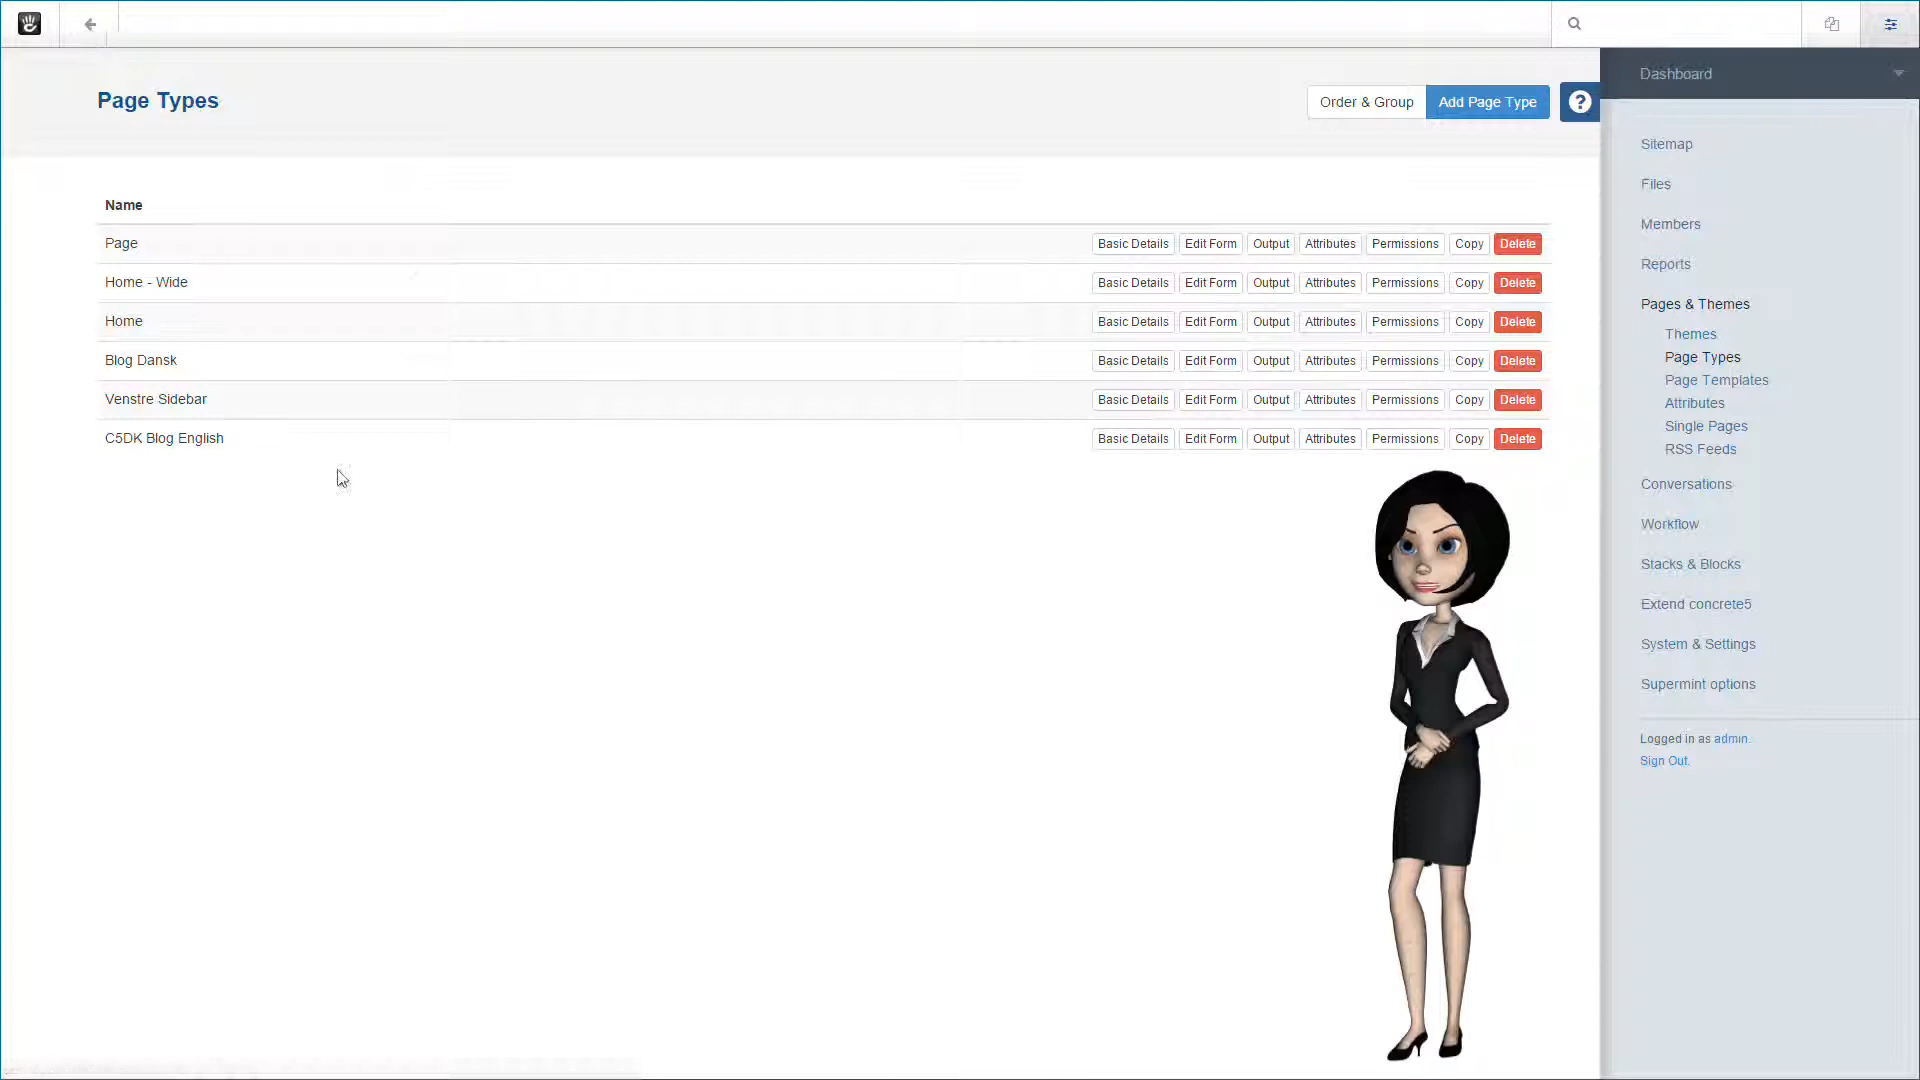 Dashboard
Page Types
Order & Group
Add Page Type
?
Name
Page
Basic Details Edit Form Output Attributes Permissions Copy Delete
Home - Wide
Basic Details Edit Form Output Attributes Permissions Copy Delete
Home
Basic Details Edit Form Output Attributes Permissions Copy Delete
Blog Dansk
Basic Details Edit Form Output Attributes Permissions Copy Delete
Venstre Sidebar
Basic Details Edit Form Output Attributes Permissions Copy Delete
C5DK Blog English
Basic Details Edit Form Output Attributes Permissions Copy Delete
Sitemap
Files
Members
Reports
Pages & Themes
Themes
Page Types
Page Templates
Attributes
Single Pages
RSS Feeds
Conversations
Workflow
Stacks & Blocks
Extend concrete5
System & Settings
Supermint options
Logged in as admin.
Sign Out.